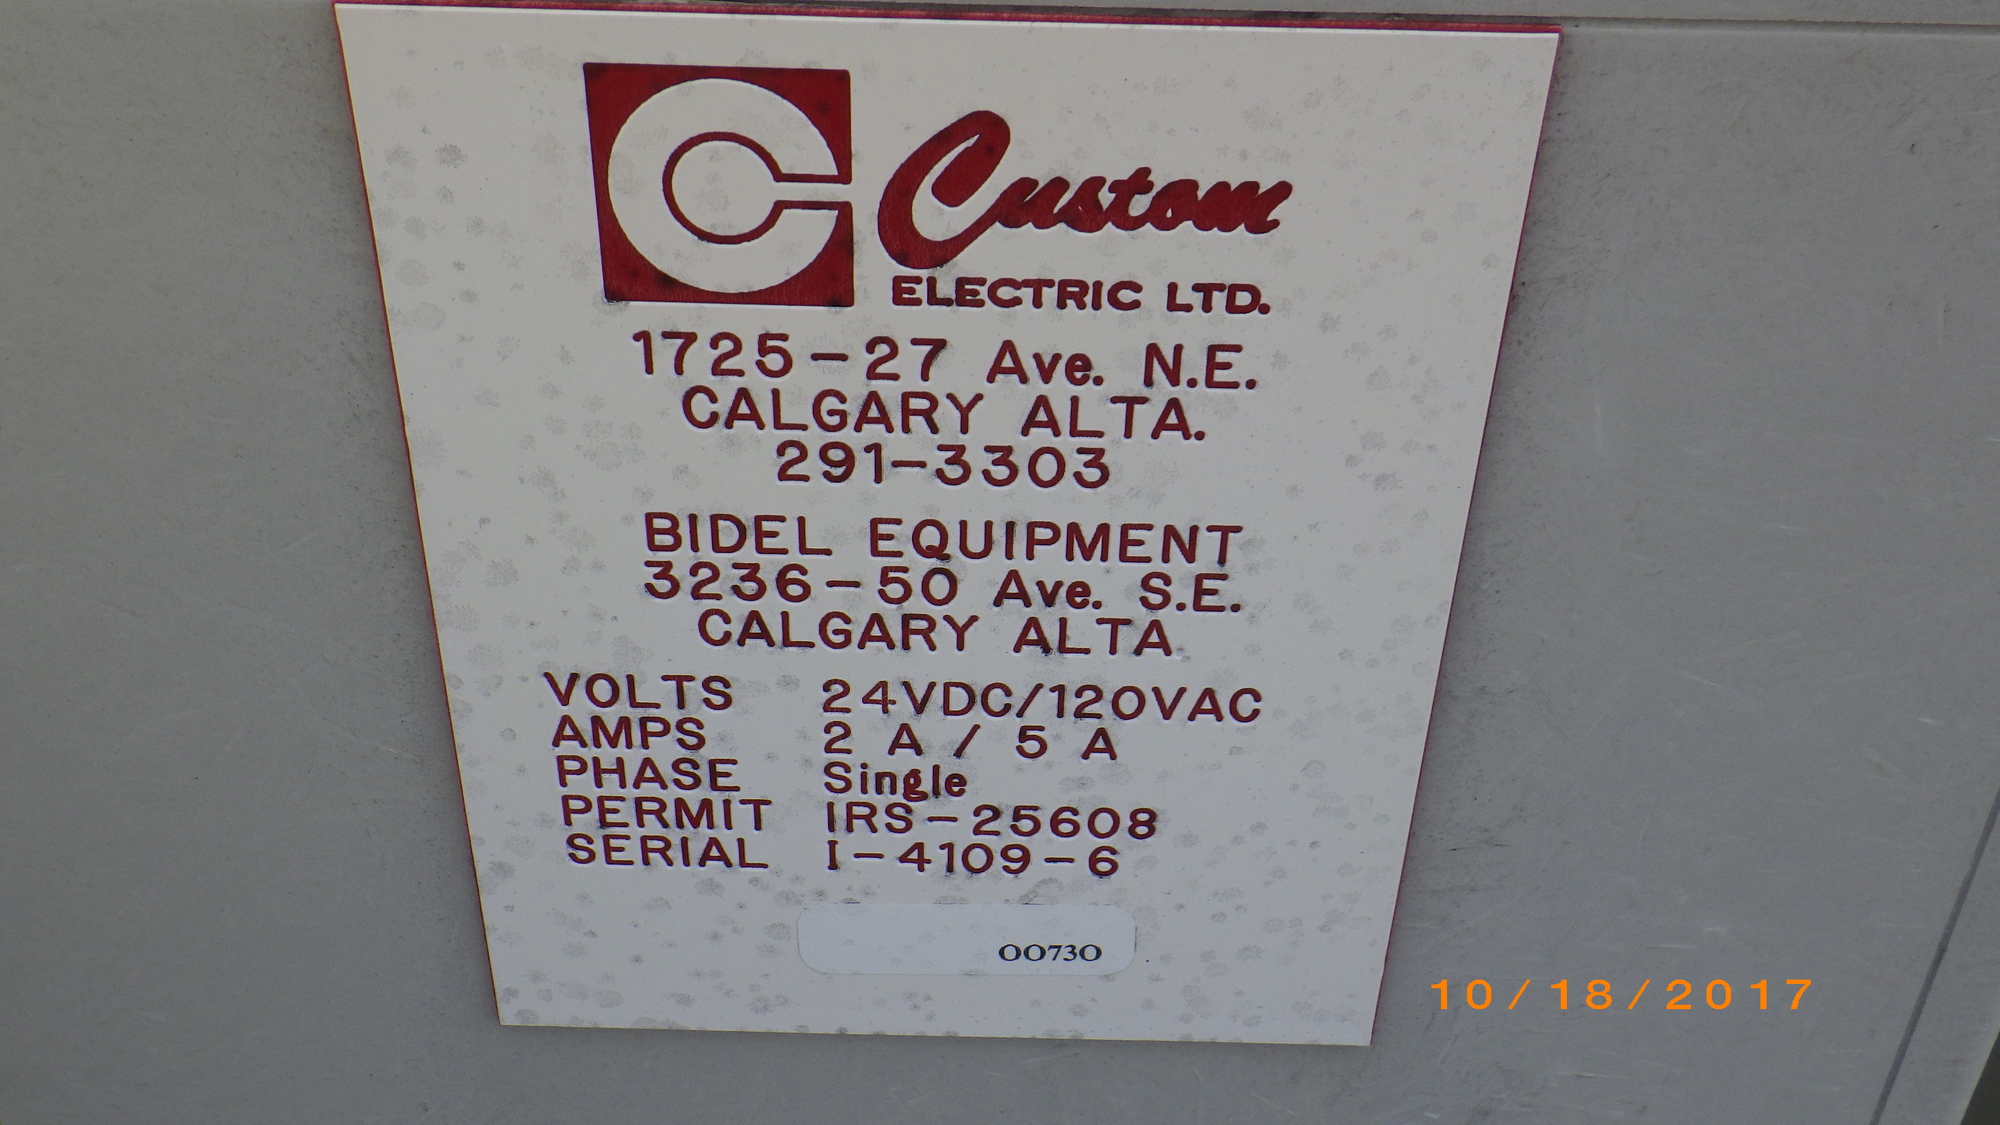 C Custom
ELECTRIC LTD.
1725-27 Ave. N.E.
CALGARY ALTA.
291-3303
BIDEL EQUIPMENT
3236-50 Ave. S.E.
CALGARY ALTA
VOLTS 24VDC/120VAC
AMPS 2 A / 5 A
PHASE Single
PERMIT IRS-25608
SERIAL I-4109-6
00730
10/18/2017